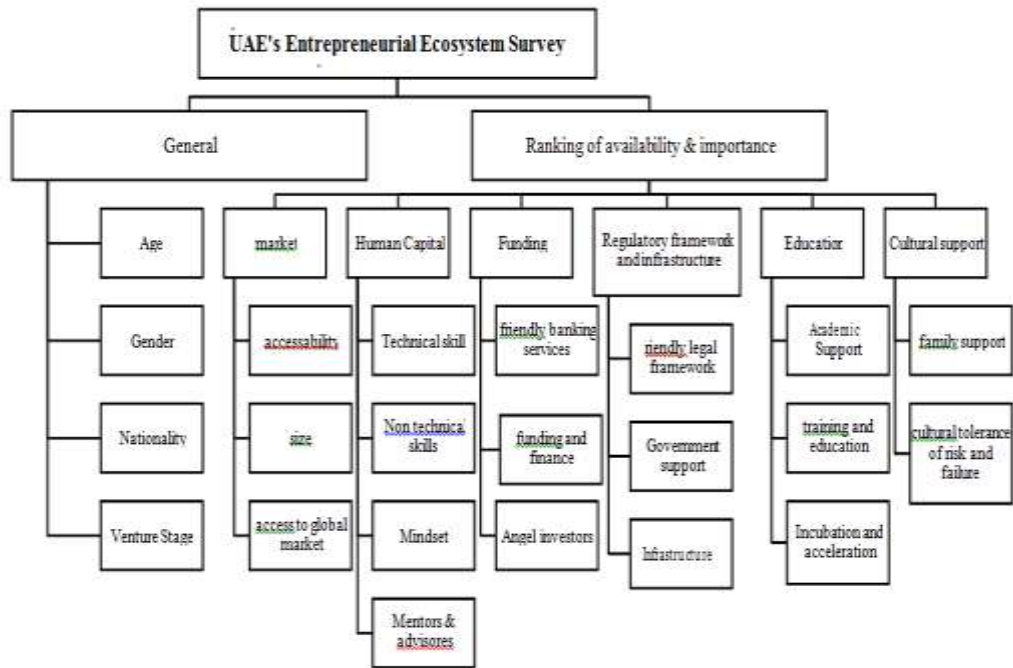 UAE's Entrepreneurial Ecosystem Survey
General
Ranking of availability & importance
Age
Gender
Nationality
Venture Stage
market
accessability
size
access to global
market
Human Capital
Technical skill
Non technical
skills
Mindset
Mentors &
advisores
Funding
friendly banking
services
funding and
finance
Angel investors
Regulatory framework
and infrastructure
riendly legal
framework
Government
support
Infrastructure
Education
Academic
Support
training and
education
Incubation and
acceleration
Cultural support
family support
cultural tolerance
of risk and
failure